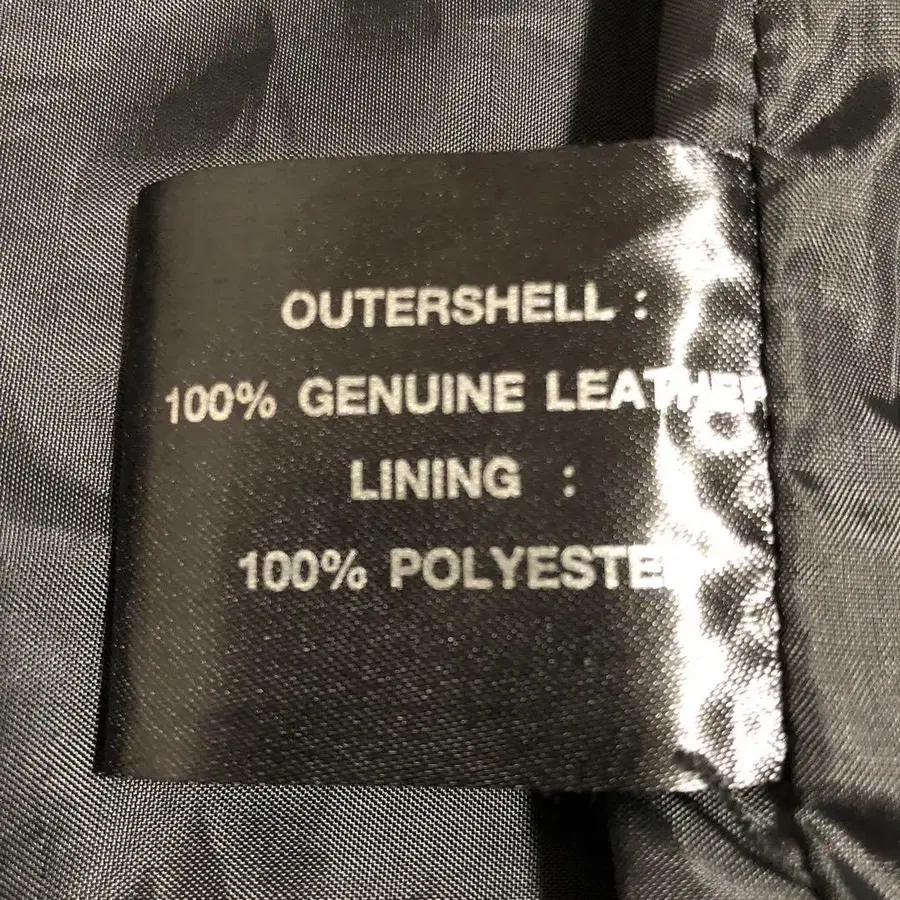 OUTERSHELL :
100% GENUINE LEATHER
LINING :
100% POLYESTER